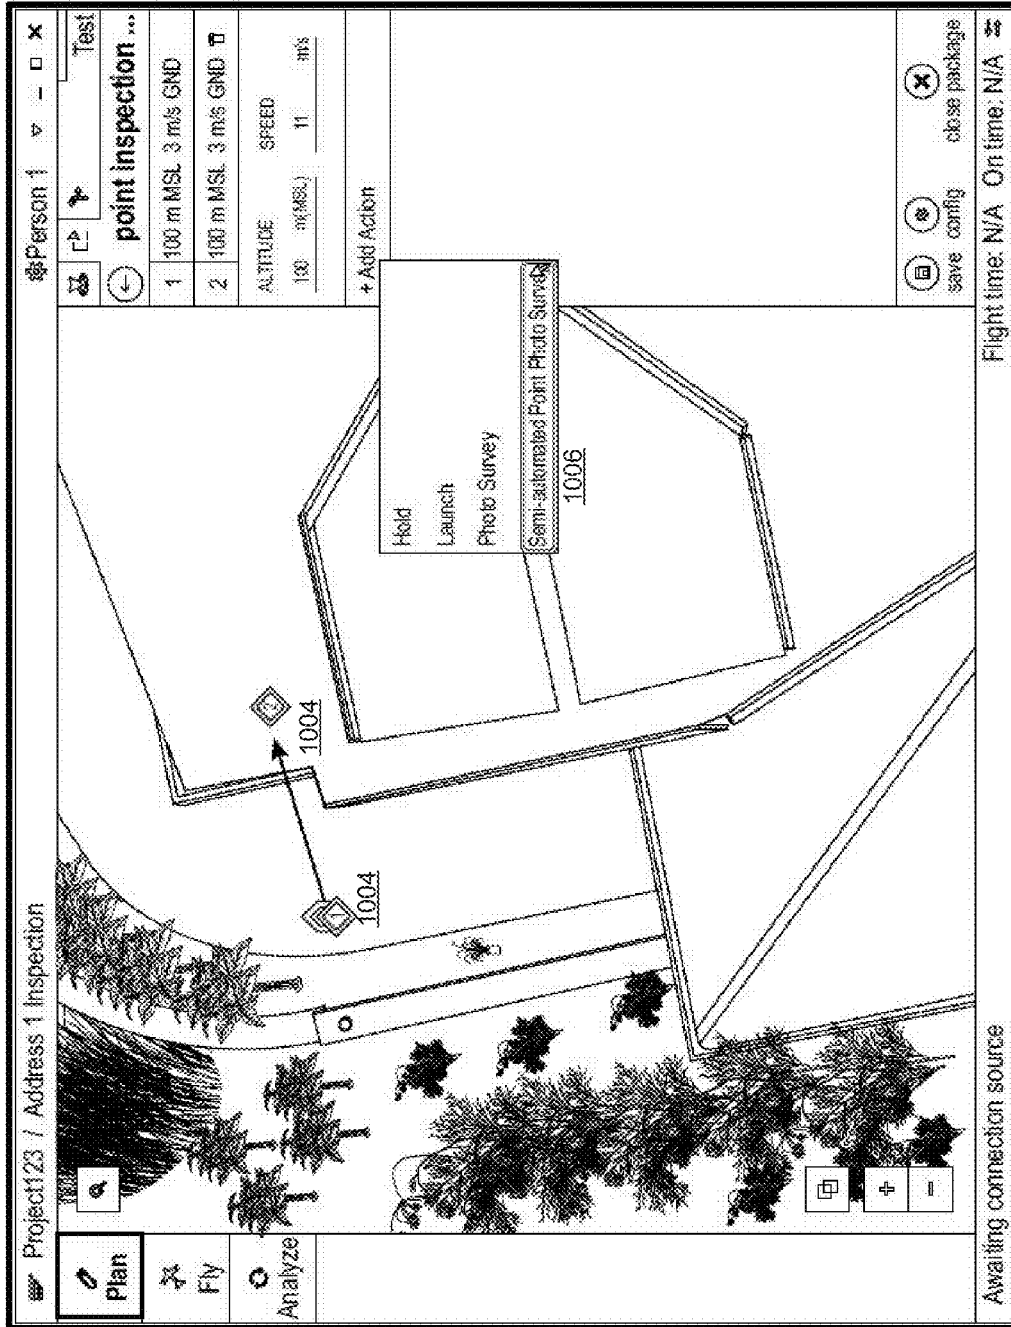 Project123 / Address 1 Inspection
Person 1
Plan
Fly
Analyze
Test
point inspection ...
1 100 m MSL 3 m/s GND
2 100 m MSL 3 m/s GND
ALTITUDE SPEED
100 m(MSL) 11 m/s
+ Add Action
Hold
Launch
Photo Survey
Semi-automated Point Photo Survey
1006
1
1004
2
1004
save config close package
Awaiting connection source
Flight time: N/A On time: N/A